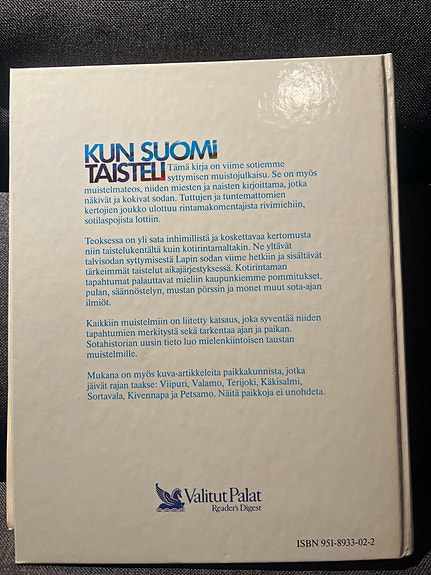 KUN SUOMi
TAISTELI Tämä kirja on viime sotiemme
syttymisen muistojulkaisu. Se on myös
muistelmateos, niiden miesten ja naisten kirjoittama, jotka
näkivät ja kokivat sodan. Tuttujen ja tuntemattomien
kertojien joukko ulottuu rintamakomentajista rivimiehiin,
sotilaspojista lottiin.
Teoksessa on yli sata inhimillistä ja koskettavaa kertomusta
niin taistelukentältä kuin kotirintamaltakin. Ne yltävät
talvisodan syttymisestä Lapin sodan viime hetkiin ja sisältävät
tärkeimmät taistelut aikajärjestyksessä. Kotirintaman
tapahtumat palauttavat mieliin kaupunkiemme pommitukset,
pulan, säännöstelyn, mustan pörssin ja monet muut sota-ajan
ilmiöt.
Kaikkiin muistelmiin on liitetty katsaus, joka syventää niiden
tapahtumien merkitystä sekä tarkentaa ajan ja paikan.
Sotahistorian uusin tieto luo mielenkiintoisen taustan
muistelmille.
Mukana on myös kuva-artikkeleita paikkakunnista, jotka
jäivät rajan taakse: Viipuri, Valamo, Terijoki, Käkisalmi,
Sortavala, Kivennapa ja Petsamo. Näitä paikkoja ei unohdeta.
Valitut Palat
Reader's Digest
ISBN 951-8933-02-2